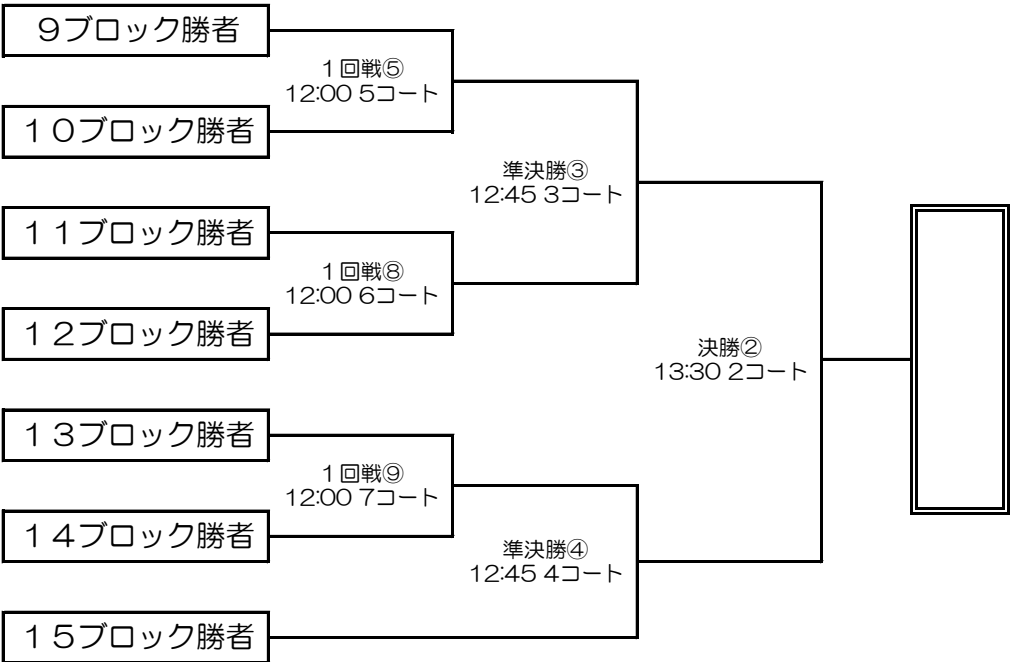 ９ブロック勝者
１回戦⑤
12:00 5コート
１０ブロック勝者
準決勝③
12:45 3コート
１１ブロック勝者
１回戦⑧
12:00 6コート
１２ブロック勝者
決勝②
13:30 2コート
１３ブロック勝者
１回戦⑨
12:00 7コート
１４ブロック勝者
準決勝④
12:45 4コート
１５ブロック勝者